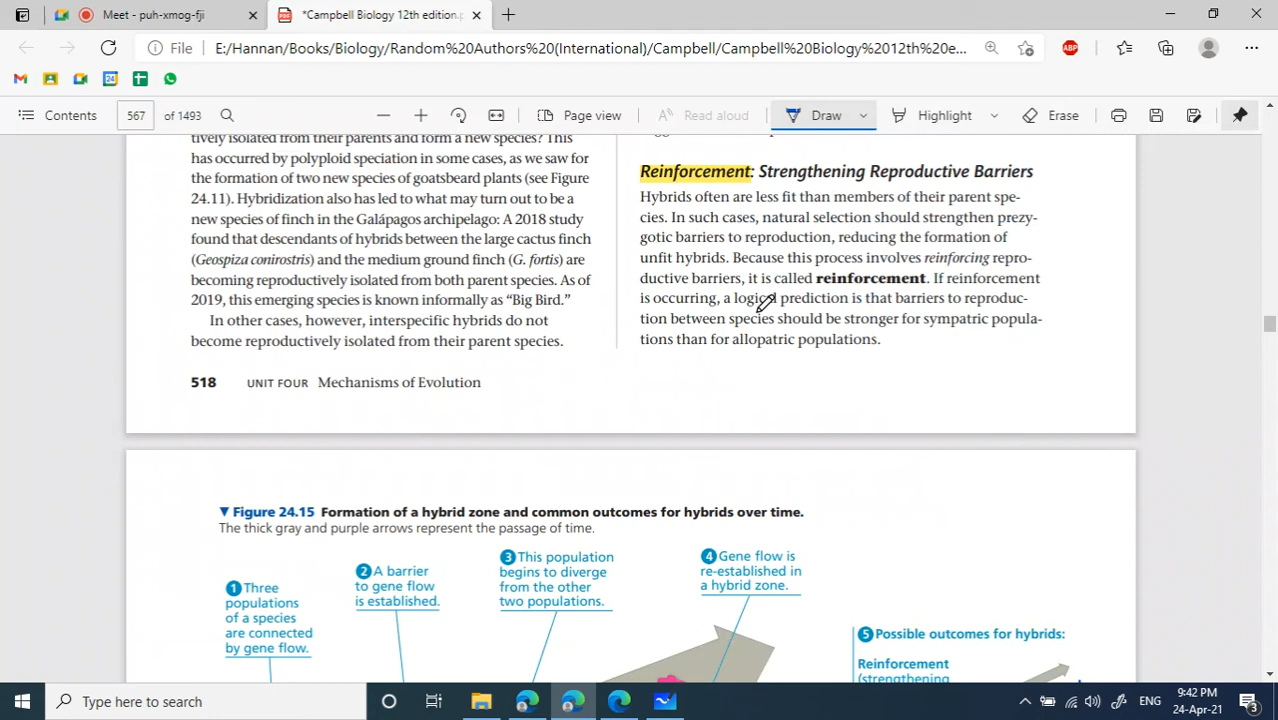 Meet - puh-xmog-fji
*Campbell Biology 12th edition.p
File
E:/Hannan/Books/Biology/Random%20Authors%20(International)/Campbell/Campbell%20Biology%2012th%20e...
ABP
Contents
567
of 1493
Page view
Read aloud
Draw
Highlight
Erase
tively isolated from their parents and form a new species? This
has occurred by polyploid speciation in some cases, as we saw for
the formation of two new species of goatsbeard plants (see Figure
24.11). Hybridization also has led to what may turn out to be a
new species of finch in the Galápagos archipelago: A 2018 study
found that descendants of hybrids between the large cactus finch
(Geospiza conirostris) and the medium ground finch (G. fortis) are
becoming reproductively isolated from both parent species. As of
2019, this emerging species is known informally as “Big Bird.”
In other cases, however, interspecific hybrids do not
become reproductively isolated from their parent species.
518 UNIT FOUR Mechanisms of Evolution
Reinforcement: Strengthening Reproductive Barriers
Hybrids often are less fit than members of their parent spe-
cies. In such cases, natural selection should strengthen prezy-
gotic barriers to reproduction, reducing the formation of
unfit hybrids. Because this process involves reinforcing repro-
ductive barriers, it is called reinforcement. If reinforcement
is occurring, a logical prediction is that barriers to reproduc-
tion between species should be stronger for sympatric popula-
tions than for allopatric populations.
▼ Figure 24.15 Formation of a hybrid zone and common outcomes for hybrids over time.
The thick gray and purple arrows represent the passage of time.
1 Three
populations
of a species
are connected
by gene flow.
2 A barrier
to gene flow
is established.
3 This population
begins to diverge
from the other
two populations.
4 Gene flow is
re-established in
a hybrid zone.
5 Possible outcomes for hybrids:
Reinforcement
(strengthening
Type here to search
ENG
9:42 PM
24-Apr-21
3